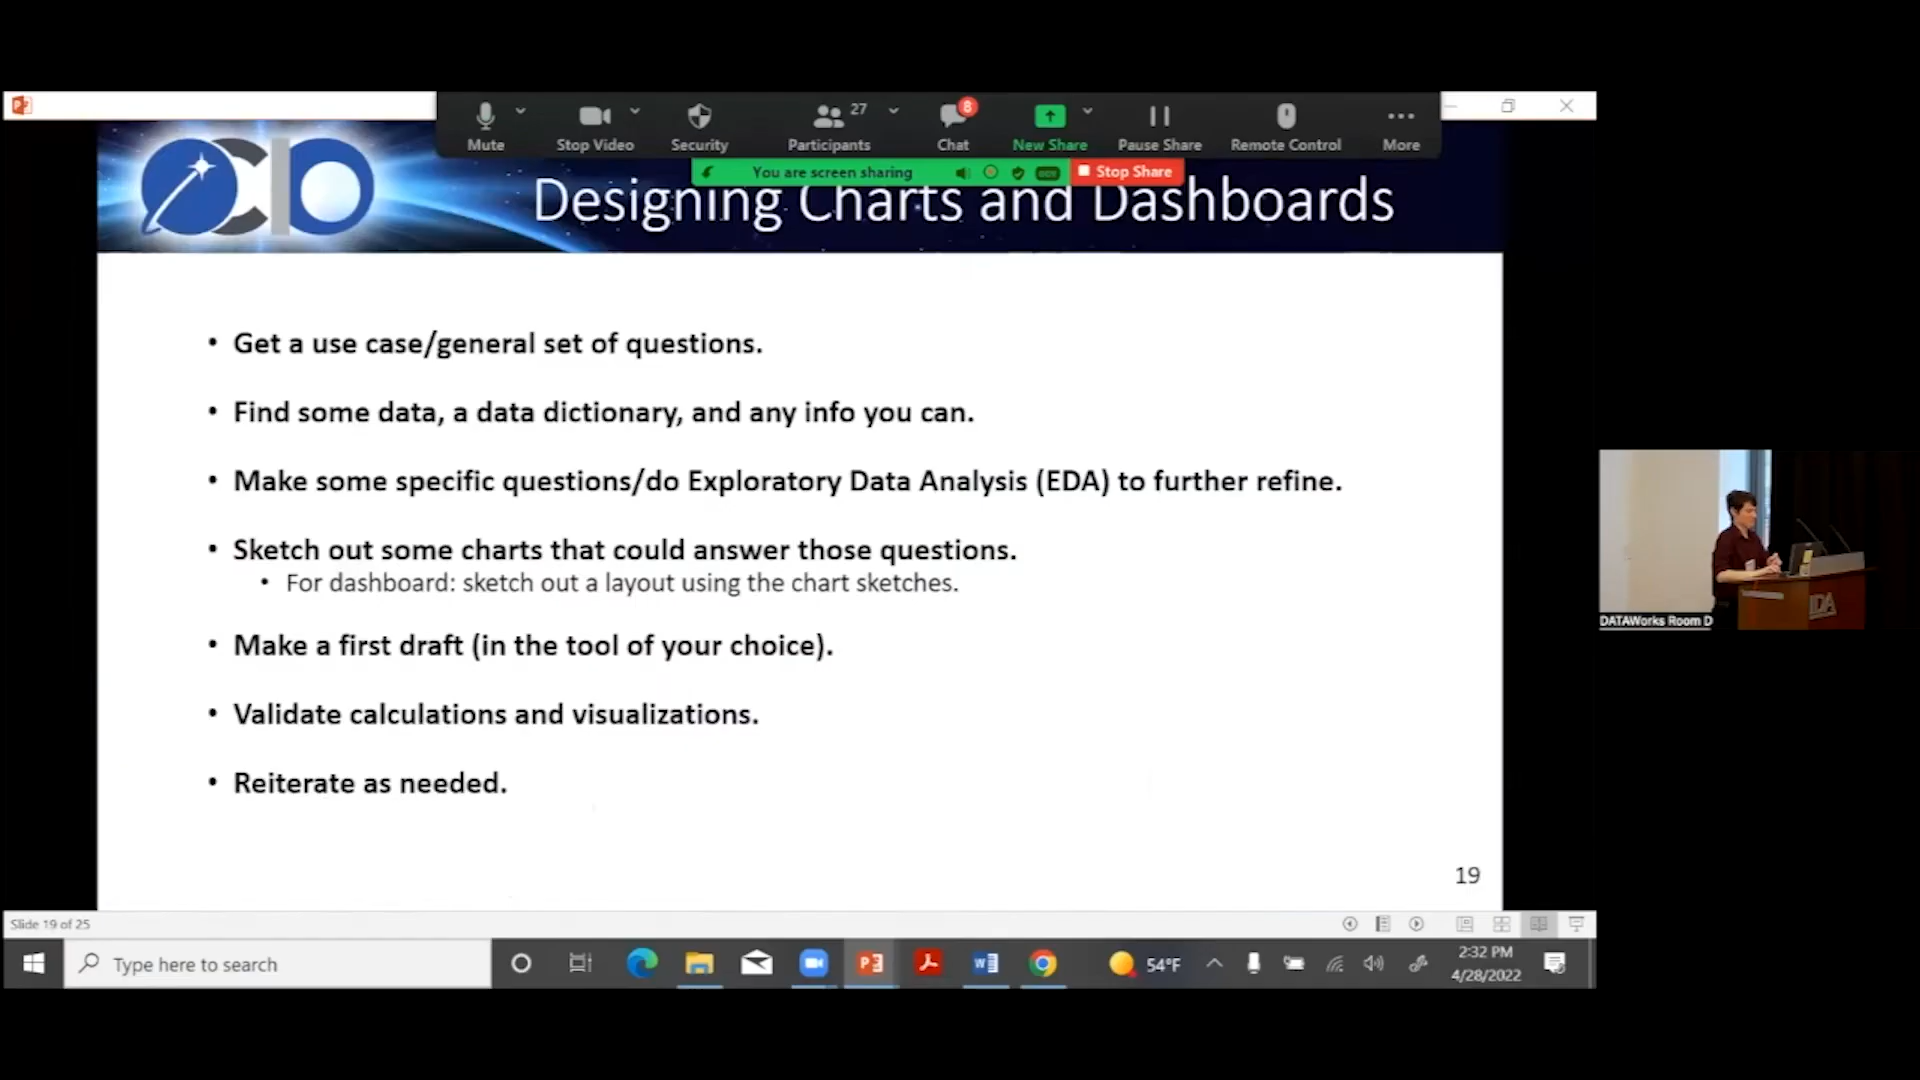 Mute
Stop Video
Security
27
Participants
8
Chat
New Share
Pause Share
Remote Control
More
You are screen sharing
Stop Share
CIO
Designing Charts and Dashboards
• Get a use case/general set of questions.
• Find some data, a data dictionary, and any info you can.
• Make some specific questions/do Exploratory Data Analysis (EDA) to further refine.
• Sketch out some charts that could answer those questions.
• For dashboard: sketch out a layout using the chart sketches.
• Make a first draft (in the tool of your choice).
• Validate calculations and visualizations.
• Reiterate as needed.
19
IDA
DATAWorks Room D
Slide 19 of 25
Type here to search
54°F
2:32 PM
4/28/2022